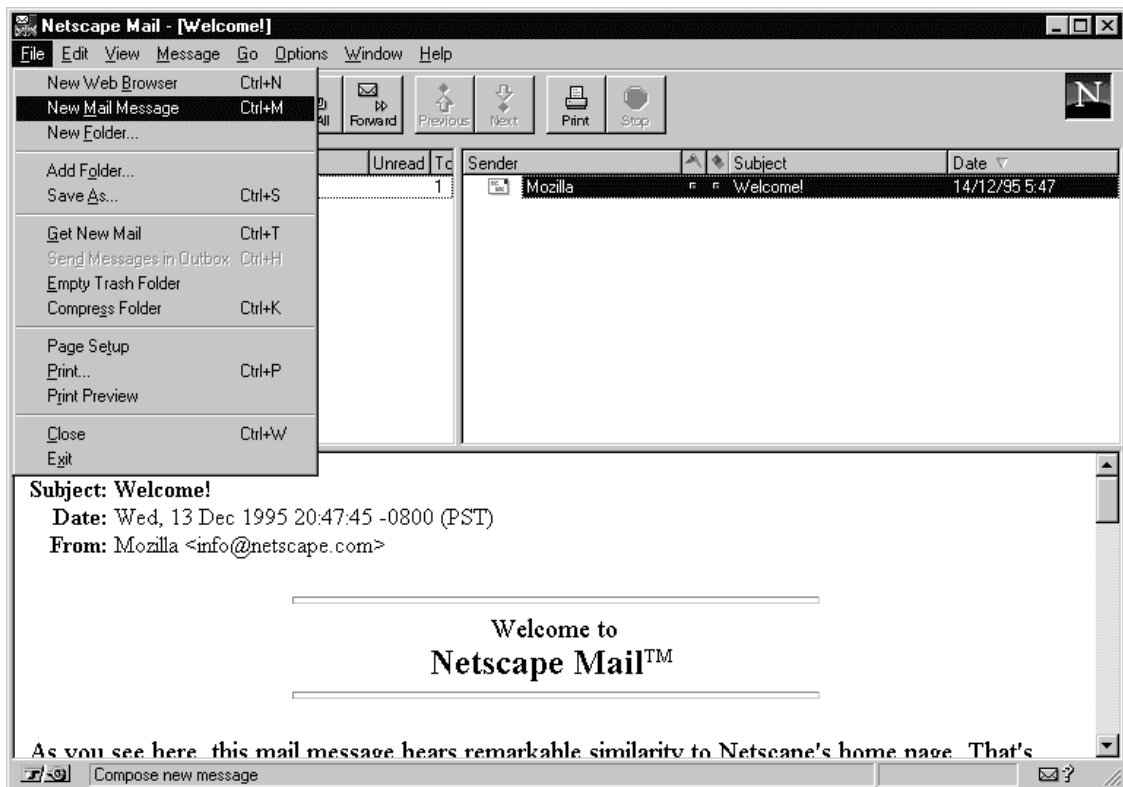 Netscape Mail - [Welcome!]
File Edit View Message Go Options Window Help
New Web Browser Ctrl+N
New Mail Message Ctrl+M
New Folder...
Add Folder...
Save As... Ctrl+S
Get New Mail Ctrl+T
Send Messages in Outbox Ctrl+H
Empty Trash Folder
Compress Folder Ctrl+K
Page Setup
Print... Ctrl+P
Print Preview
Close Ctrl+W
Exit
All Forward Previous Next Print Stop
N
Unread To Sender Subject Date
1 Mozilla Welcome! 14/12/95 5:47
Subject: Welcome!
Date: Wed, 13 Dec 1995 20:47:45 -0800 (PST)
From: Mozilla <info@netscape.com>
Welcome to
Netscape Mail™
As you see here, this mail message bears remarkable similarity to Netscape's home page. That's
Compose new message ?